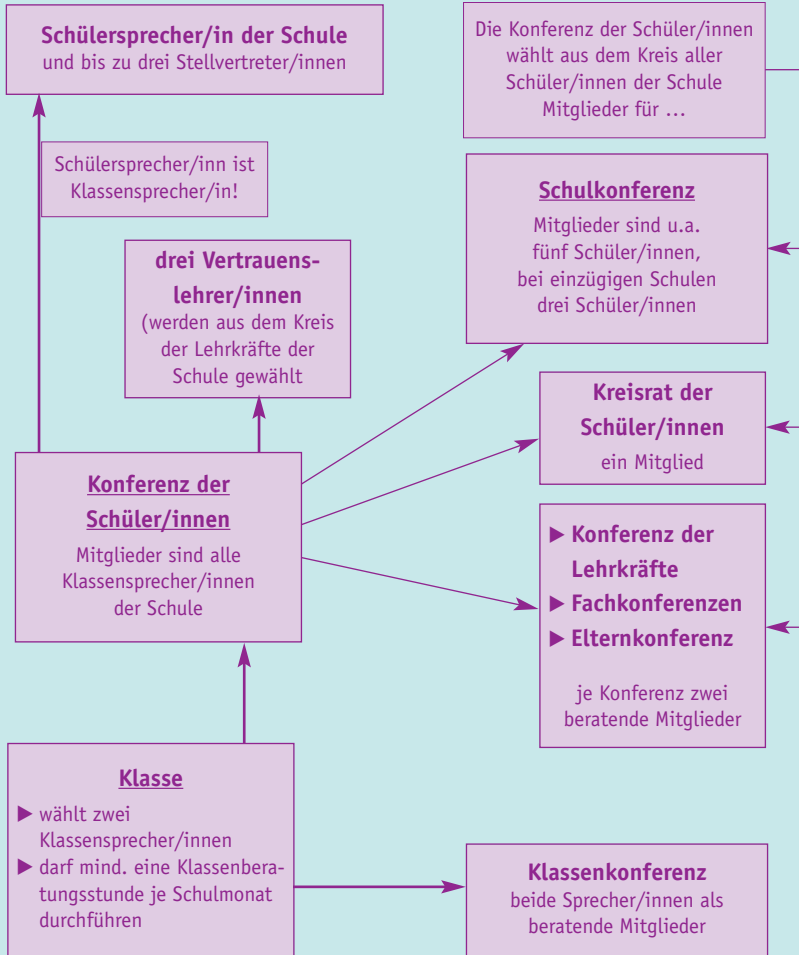 Schülersprecher/in der Schule
und bis zu drei Stellvertreter/innen
Die Konferenz der Schüler/innen
wählt aus dem Kreis aller
Schüler/innen der Schule
Mitglieder für …
Schülersprecher/inn ist
Klassensprecher/in!
Schulkonferenz
Mitglieder sind u.a.
fünf Schüler/innen,
bei einzügigen Schulen
drei Schüler/innen
drei Vertrauens-
lehrer/innen
(werden aus dem Kreis
der Lehrkräfte der
Schule gewählt
Kreisrat der
Schüler/innen
ein Mitglied
Konferenz der
Schüler/innen
Mitglieder sind alle
Klassensprecher/innen
der Schule
▶ Konferenz der
Lehrkräfte
▶ Fachkonferenzen
▶ Elternkonferenz
je Konferenz zwei
beratende Mitglieder
Klasse
▶ wählt zwei
Klassensprecher/innen
▶ darf mind. eine Klassenbera-
tungsstunde je Schulmonat
durchführen
Klassenkonferenz
beide Sprecher/innen als
beratende Mitglieder